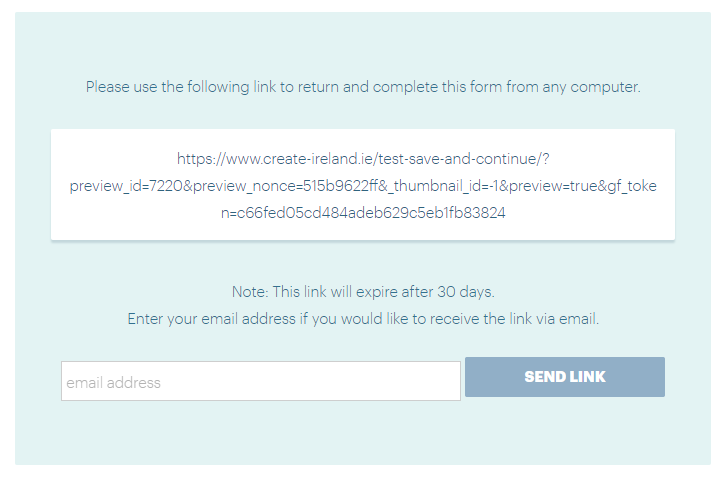 Please use the following link to return and complete this form from any computer.
https://www.create-ireland.ie/test-save-and-continue/?
preview_id=7220&preview_nonce=515b9622ff&_thumbnail_id=-1&preview=true&gf_toke
n=c66fed05cd484adeb629c5eb1fb83824
Note: This link will expire after 30 days.
Enter your email address if you would like to receive the link via email.
email address
SEND LINK